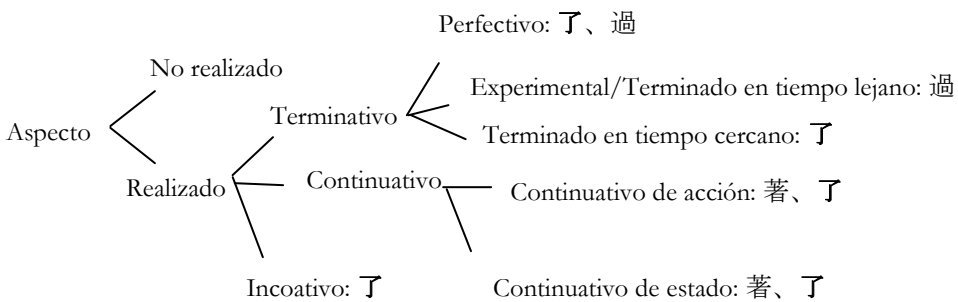 Perfectivo: 了、過
No realizado
Experimental/Terminado en tiempo lejano: 過
Terminativo
Aspecto
Terminado en tiempo cercano: 了
Realizado
Continuativo
Continuativo de acción: 著、了
Incoativo: 了
Continuativo de estado: 著、了